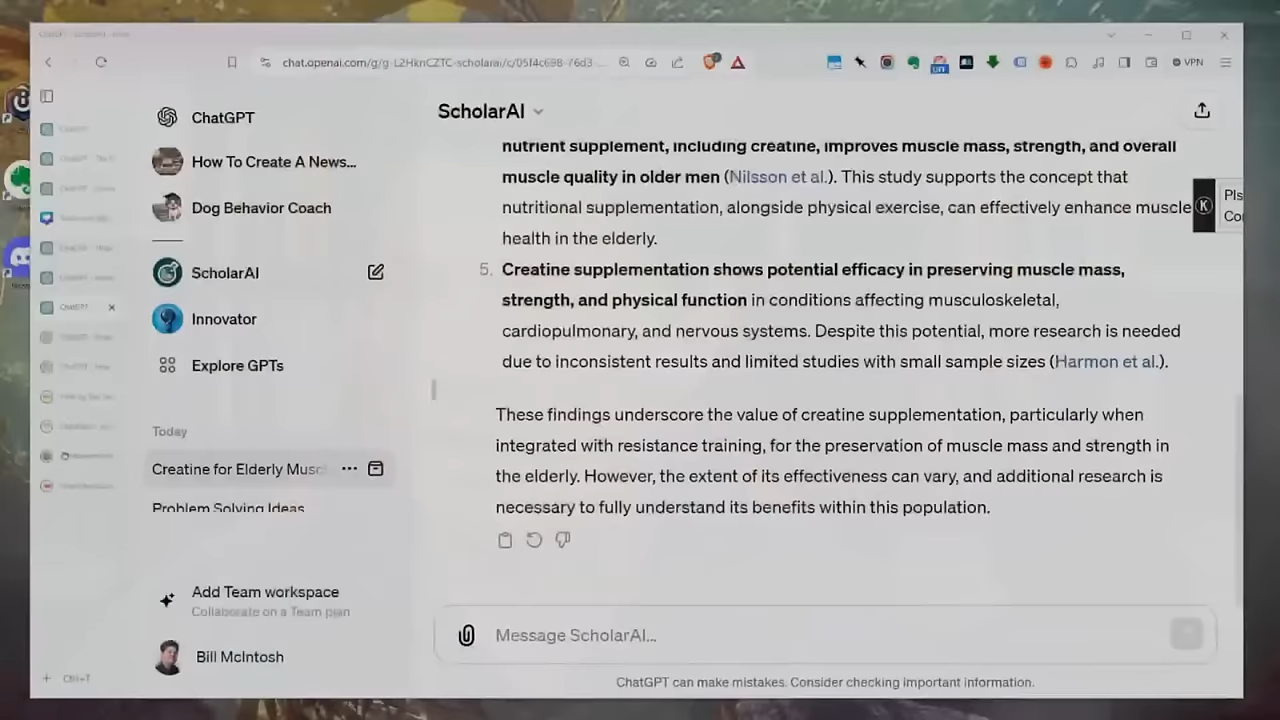 chat.openai.com/g/g-L2HknCZTC-scholarai/c/05f4c698-76d3...
VPN
ChatGPT
How To Create A News...
Dog Behavior Coach
ScholarAI
Innovator
Explore GPTs
Today
Creatine for Elderly Musc
Problem Solving Ideas
Add Team workspace
Collaborate on a Team plan
Bill McIntosh
ChatGPT
Ctrl+T
ScholarAI
nutrient supplement, including creatine, improves muscle mass, strength, and overall
muscle quality in older men (Nilsson et al.). This study supports the concept that
nutritional supplementation, alongside physical exercise, can effectively enhance muscle
health in the elderly.
5. Creatine supplementation shows potential efficacy in preserving muscle mass,
strength, and physical function in conditions affecting musculoskeletal,
cardiopulmonary, and nervous systems. Despite this potential, more research is needed
due to inconsistent results and limited studies with small sample sizes (Harmon et al.).
These findings underscore the value of creatine supplementation, particularly when
integrated with resistance training, for the preservation of muscle mass and strength in
the elderly. However, the extent of its effectiveness can vary, and additional research is
necessary to fully understand its benefits within this population.
Message ScholarAI...
ChatGPT can make mistakes. Consider checking important information.
K
Pls
Co